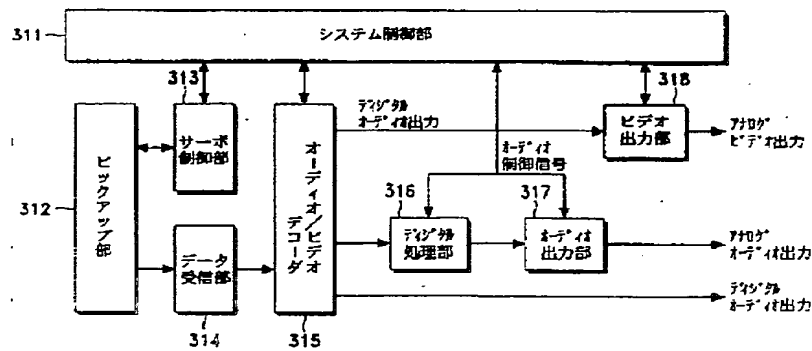 311
システム制御部
313
318
サーボ
制御部
ディジタル
オーディオ出力
ビデオ
出力部
アナログ
ビデオ出力
オーディオ
制御信号
312
ピックアップ部
オーディオ/ビデオ
デコーダ
316
317
ディジタル
処理部
オーディオ
出力部
アナログ
オーディオ出力
データ
受信部
ディジタル
オーディオ出力
314
315